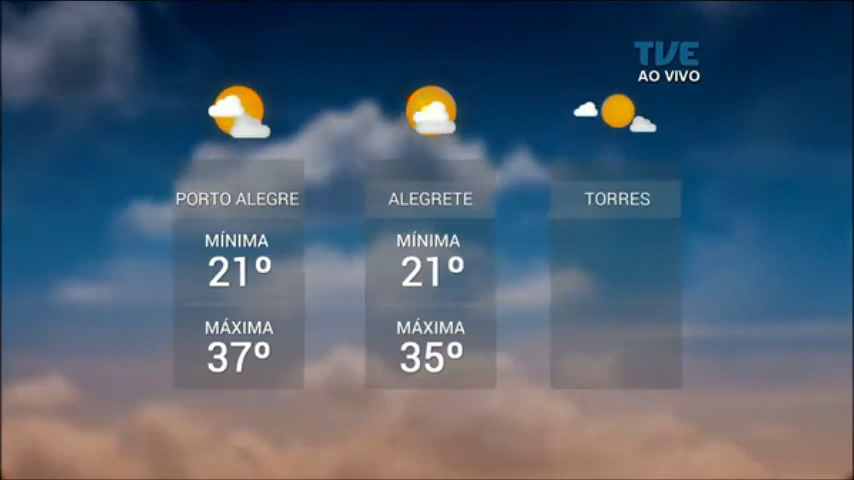 TVE
AO VIVO
PORTO ALEGRE
MÍNIMA
21º
MÁXIMA
37º
ALEGRETE
MÍNIMA
21º
MÁXIMA
35º
TORRES